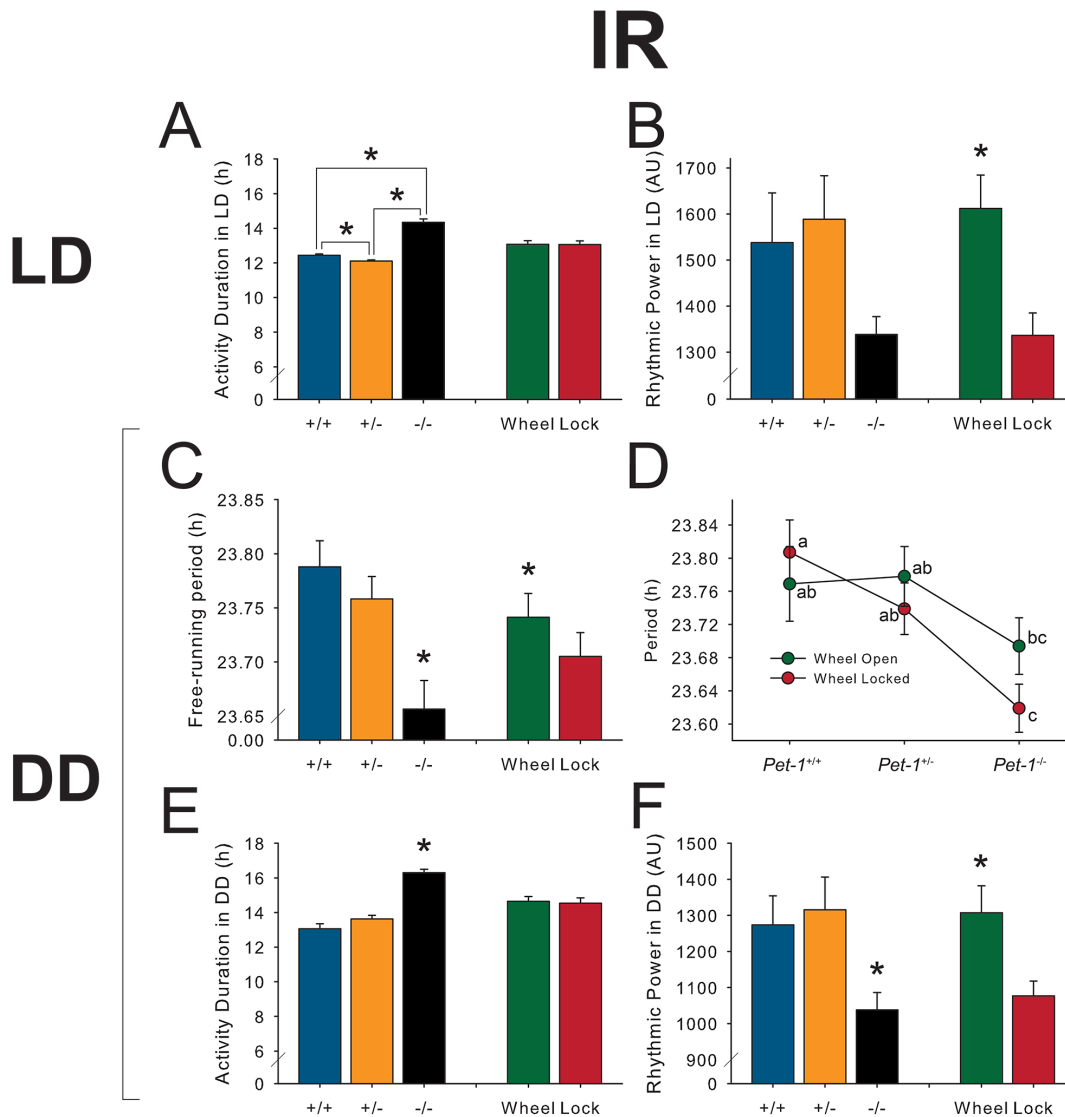 IR
LD
DD
A
Activity Duration in LD (h)
18
16
14
12
10
8
6
0
* * *
+/+ +/- -/- Wheel Lock
B
Rhythmic Power in LD (AU)
1700
1600
1500
1400
1300
0
*
+/+ +/- -/- Wheel Lock
C
Free-running period (h)
23.85
23.80
23.75
23.70
23.65
0.00
* *
+/+ +/- -/- Wheel Lock
D
Period (h)
23.84
23.80
23.76
23.72
23.68
23.64
23.60
a
ab
ab
ab
bc
c
Wheel Open
Wheel Locked
Pet-1+/+ Pet-1+/- Pet-1-/-
E
Activity Duration in DD (h)
18
16
14
12
10
8
6
0
*
+/+ +/- -/- Wheel Lock
F
Rhythmic Power in DD (AU)
1500
1400
1300
1200
1100
1000
900
0
* *
+/+ +/- -/- Wheel Lock